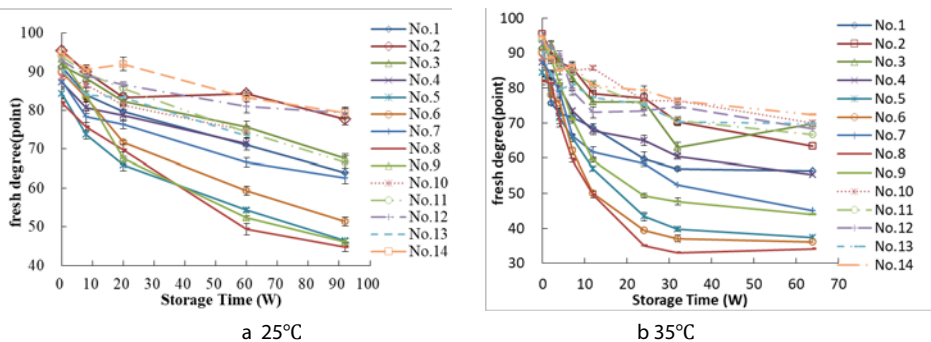 fresh degree(point)
100
90
80
70
60
50
40
0 10 20 30 40 50 60 70 80 90 100
Storage Time (W)
No.1
No.2
No.3
No.4
No.5
No.6
No.7
No.8
No.9
No.10
No.11
No.12
No.13
No.14
a 25℃
fresh degree(point)
100
90
80
70
60
50
40
30
0 10 20 30 40 50 60 70
Storage Time (W)
No.1
No.2
No.3
No.4
No.5
No.6
No.7
No.8
No.9
No.10
No.11
No.12
No.13
No.14
b 35℃